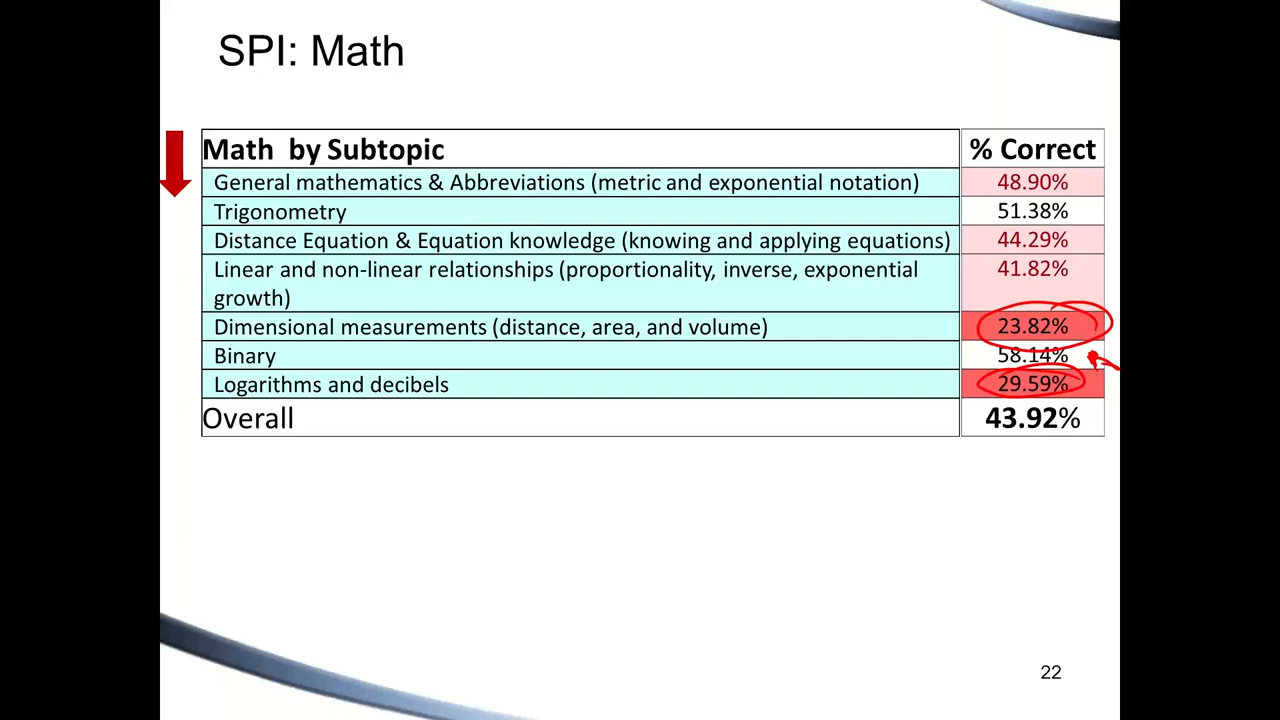 SPI: Math
Math by Subtopic % Correct
General mathematics & Abbreviations (metric and exponential notation) 48.90%
Trigonometry 51.38%
Distance Equation & Equation knowledge (knowing and applying equations) 44.29%
Linear and non-linear relationships (proportionality, inverse, exponential 41.82%
growth)
Dimensional measurements (distance, area, and volume) 23.82%
Binary 58.14%
Logarithms and decibels 29.59%
Overall 43.92%
22